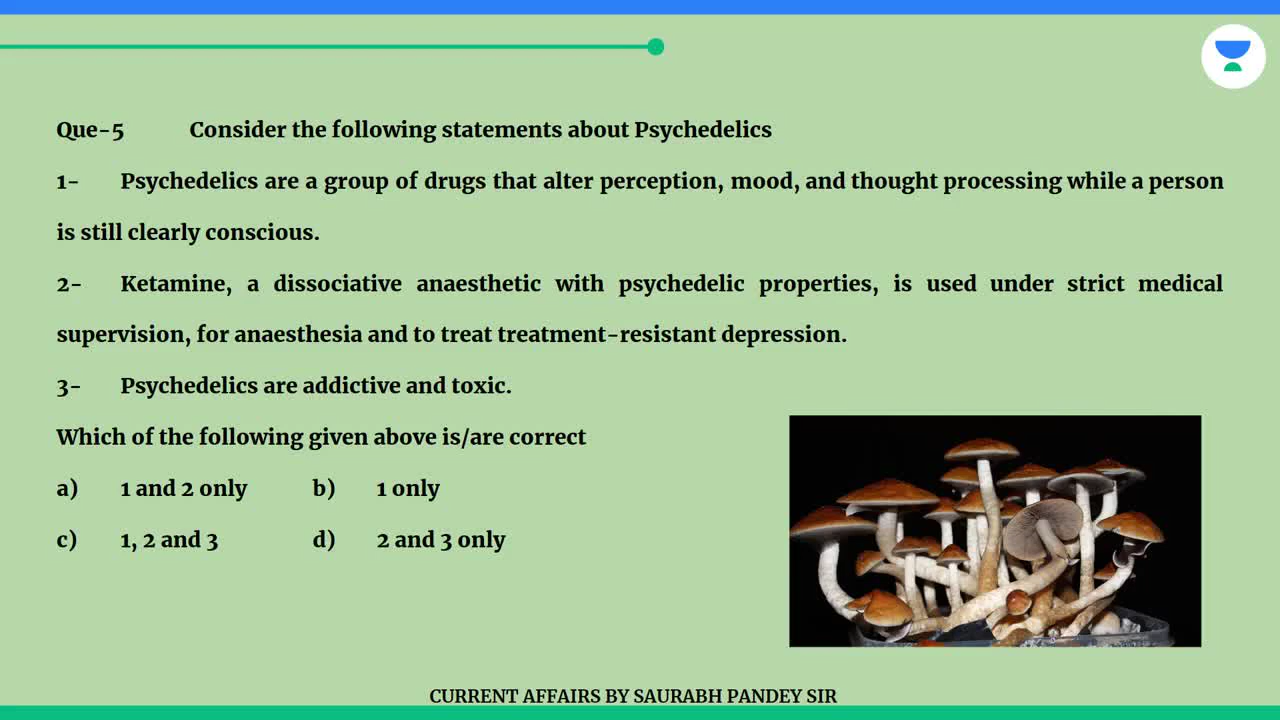 Que-5 Consider the following statements about Psychedelics
1- Psychedelics are a group of drugs that alter perception, mood, and thought processing while a person
is still clearly conscious.
2- Ketamine, a dissociative anaesthetic with psychedelic properties, is used under strict medical
supervision, for anaesthesia and to treat treatment-resistant depression.
3- Psychedelics are addictive and toxic.
Which of the following given above is/are correct
a) 1 and 2 only b) 1 only
c) 1, 2 and 3 d) 2 and 3 only
CURRENT AFFAIRS BY SAURABH PANDEY SIR